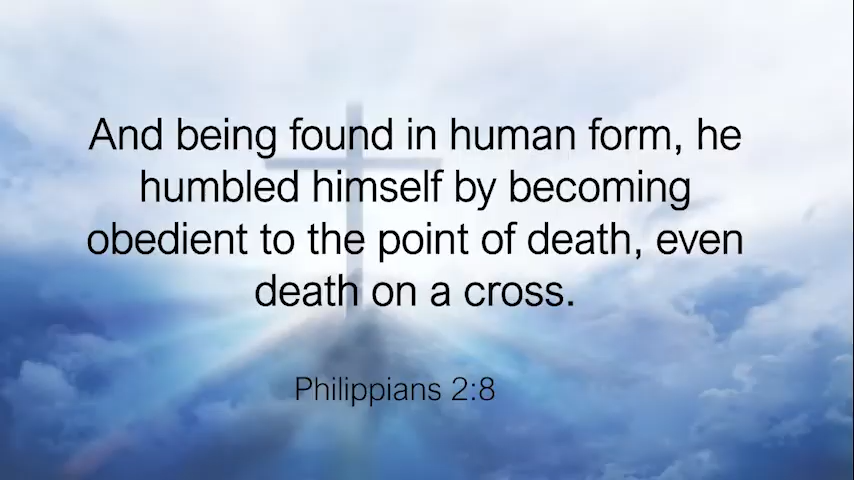 And being found in human form, he
humbled himself by becoming
obedient to the point of death, even
death on a cross.
Philippians 2:8